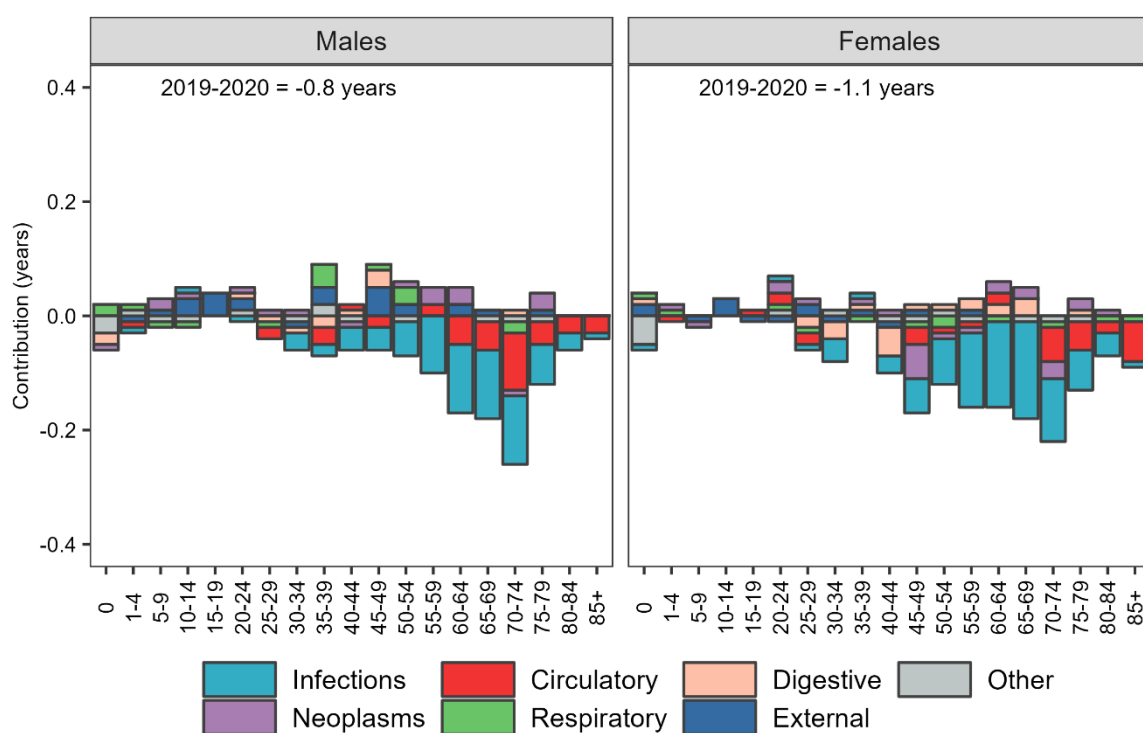 Males
Females
2019-2020 = -0.8 years
2019-2020 = -1.1 years
Contribution (years)
0.4
0.2
0.0
-0.2
-0.4
0 1-4 5-9 10-14 15-19 20-24 25-29 30-34 35-39 40-44 45-49 50-54 55-59 60-64 65-69 70-74 75-79 80-84 85+
0 1-4 5-9 10-14 15-19 20-24 25-29 30-34 35-39 40-444 45-49 50-54 55-59 60-64 65-69 70-74 75-79 80-84 85+
Infections Circulatory Digestive Other
Neoplasms Respiratory External